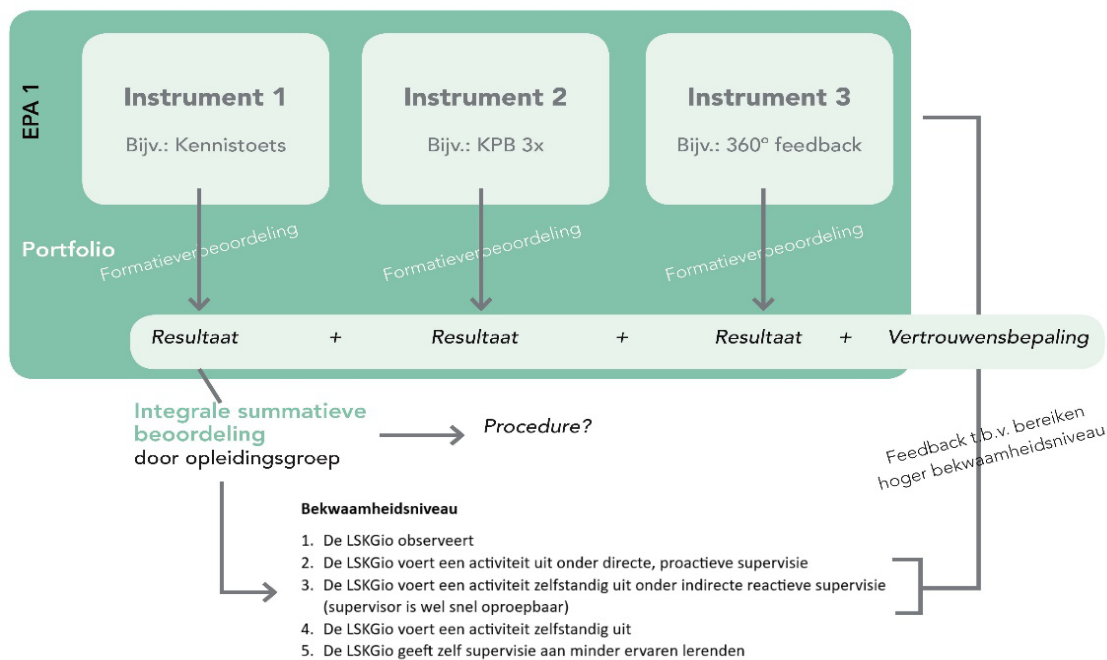 EPA 1
Instrument 1
Bijv.: Kennistoets
Instrument 2
Bijv.: KPB 3x
Instrument 3
Bijv.: 360° feedback
Portfolio
Formatieve beoordeling
Formatieve beoordeling
Formatieve beoordeling
Resultaat + Resultaat + Resultaat + Vertrouwensbepaling
Integrale summatieve
beoordeling
door opleidingsgroep
Procedure?
Feedback t.b.v. bereiken
hoger bekwaamheidsniveau
Bekwaamheidsniveau
1. De LSKGio observeert
2. De LSKGio voert een activiteit uit onder directe, proactieve supervisie
3. De LSKGio voert een activiteit zelfstandig uit onder indirecte reactieve supervisie
(supervisor is wel snel oproepbaar)
4. De LSKGio voert een activiteit zelfstandig uit
5. De LSKGio geeft zelf supervisie aan minder ervaren lerenden